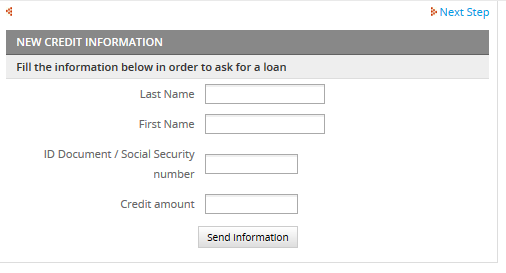 Next Step
NEW CREDIT INFORMATION
Fill the information below in order to ask for a loan
Last Name
First Name
ID Document / Social Security
number
Credit amount
Send Information